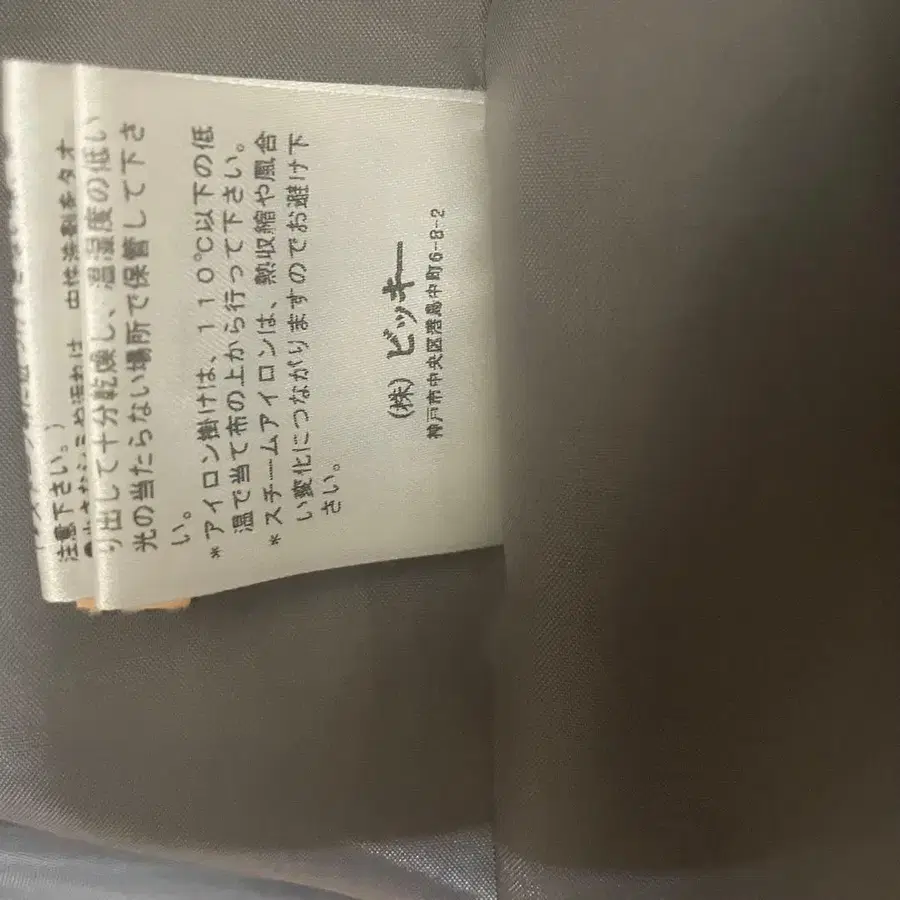 注意下さい。)
り出して十分乾燥し、温湿度の低い
光の当たらない場所で保管して下さ
い。
*アイロン掛けは、110℃以下の低
温で当て布の上から行って下さい。
*スチームアイロンは、熱収縮や風合
い変化につながりますのでお避け下
さい。
(株)ビッキー
神戸市中央区港島中町6-8-2